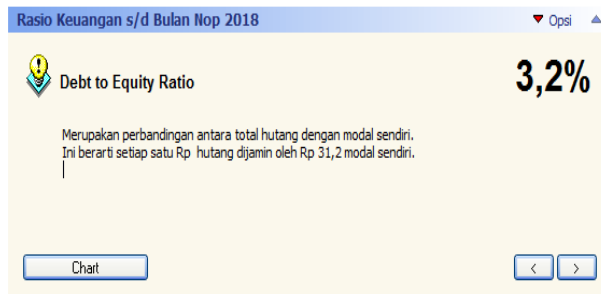 Rasio Keuangan s/d Bulan Nop 2018
Opsi
Debt to Equity Ratio
3,2%
Merupakan perbandingan antara total hutang dengan modal sendiri.
Ini berarti setiap satu Rp hutang dijamin oleh Rp 31,2 modal sendiri.
Chart
< >